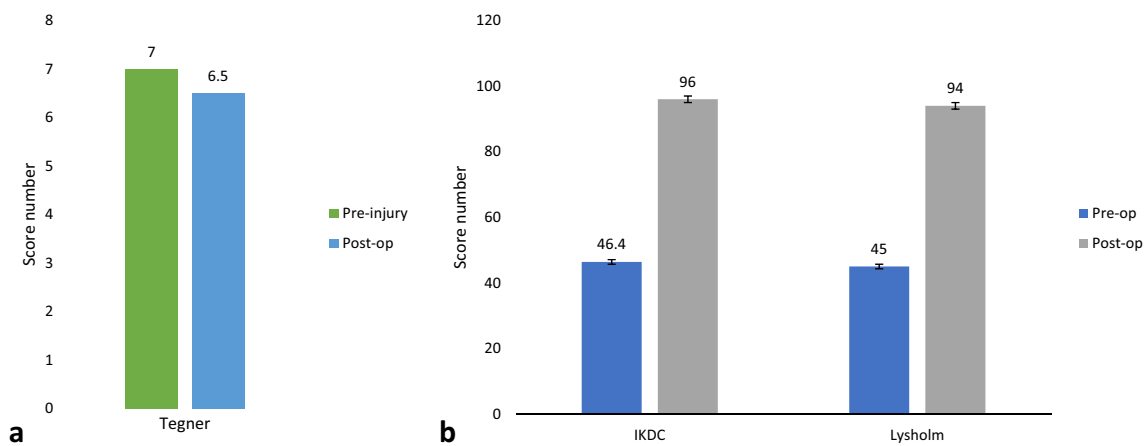 8
7
6
5
4
3
2
1
0
Score number
7
6.5
Tegner
Pre-injury
Post-op
a
120
100
80
60
40
20
0
Score number
46.4
96
45
94
IKDC
Lysholm
Pre-op
Post-op
b